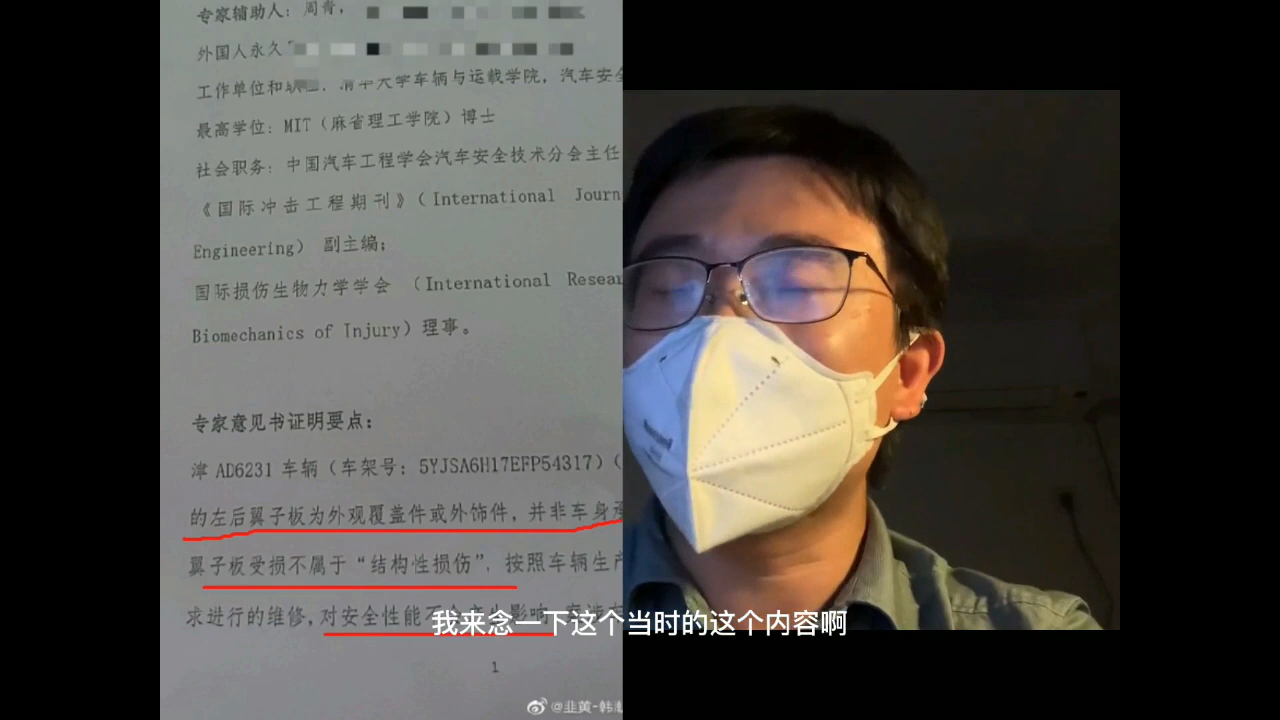 专家辅助人：周青，
外国人永久
工作单位和职位：清华大学车辆与运载学院，汽车安全
最高学位：MIT（麻省理工学院）博士
社会职务：中国汽车工程学会汽车安全技术分会主任
《国际冲击工程期刊》（International Journ
Engineering） 副主编；
国际损伤生物力学学会 （International Resear
Biomechanics of Injury）理事。
专家意见书证明要点：
津 AD6231 车辆（车架号：5YJSA6H17EFP54317）（
的左后翼子板为外观覆盖件或外饰件，并非车身承
翼子板受损不属于“结构性损伤”，按照车辆生产
求进行的维修，对安全性能不会产生影响
我来念一下这个当时的这个内容啊
1
@韭黄-韩潮